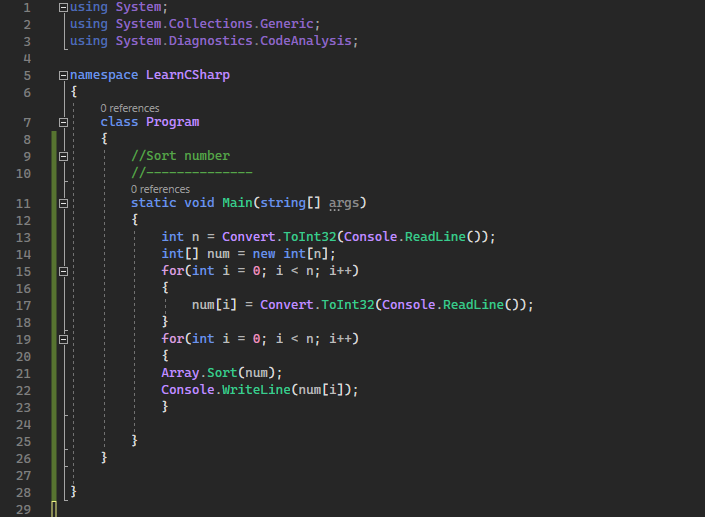 1 using System;
2 using System.Collections.Generic;
3 using System.Diagnostics.CodeAnalysis;
4
5 namespace LearnCSharp
6 {
0 references
7 class Program
8 {
9 //Sort number
10 //--------------
0 references
11 static void Main(string[] args)
12 {
13 int n = Convert.ToInt32(Console.ReadLine());
14 int[] num = new int[n];
15 for(int i = 0; i < n; i++)
16 {
17 num[i] = Convert.ToInt32(Console.ReadLine());
18 }
19 for(int i = 0; i < n; i++)
20 {
21 Array.Sort(num);
22 Console.WriteLine(num[i]);
23 }
24
25 }
26 }
27
28 }
29